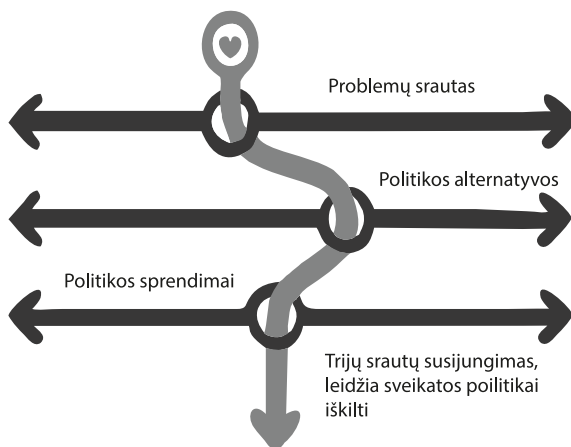 Problemų srautas
Politikos alternatyvos
Politikos sprendimai
Trijų srautų susijungimas,
leidžia sveikatos poilitikai
iškilti